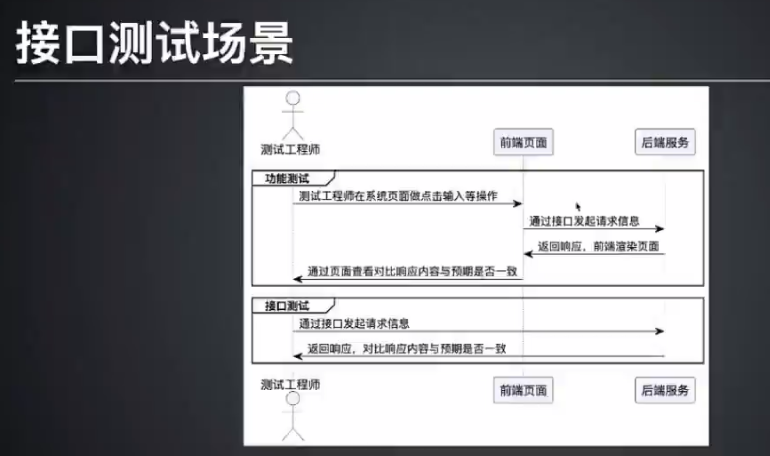 接口测试场景
测试工程师
前端页面
后端服务
功能测试
测试工程师在系统页面做点击输入等操作
通过接口发起请求信息
返回响应，前端渲染页面
通过页面查看对比响应内容与预期是否一致
接口测试
通过接口发起请求信息
返回响应，对比响应内容与预期是否一致
测试工程师
前端页面
后端服务